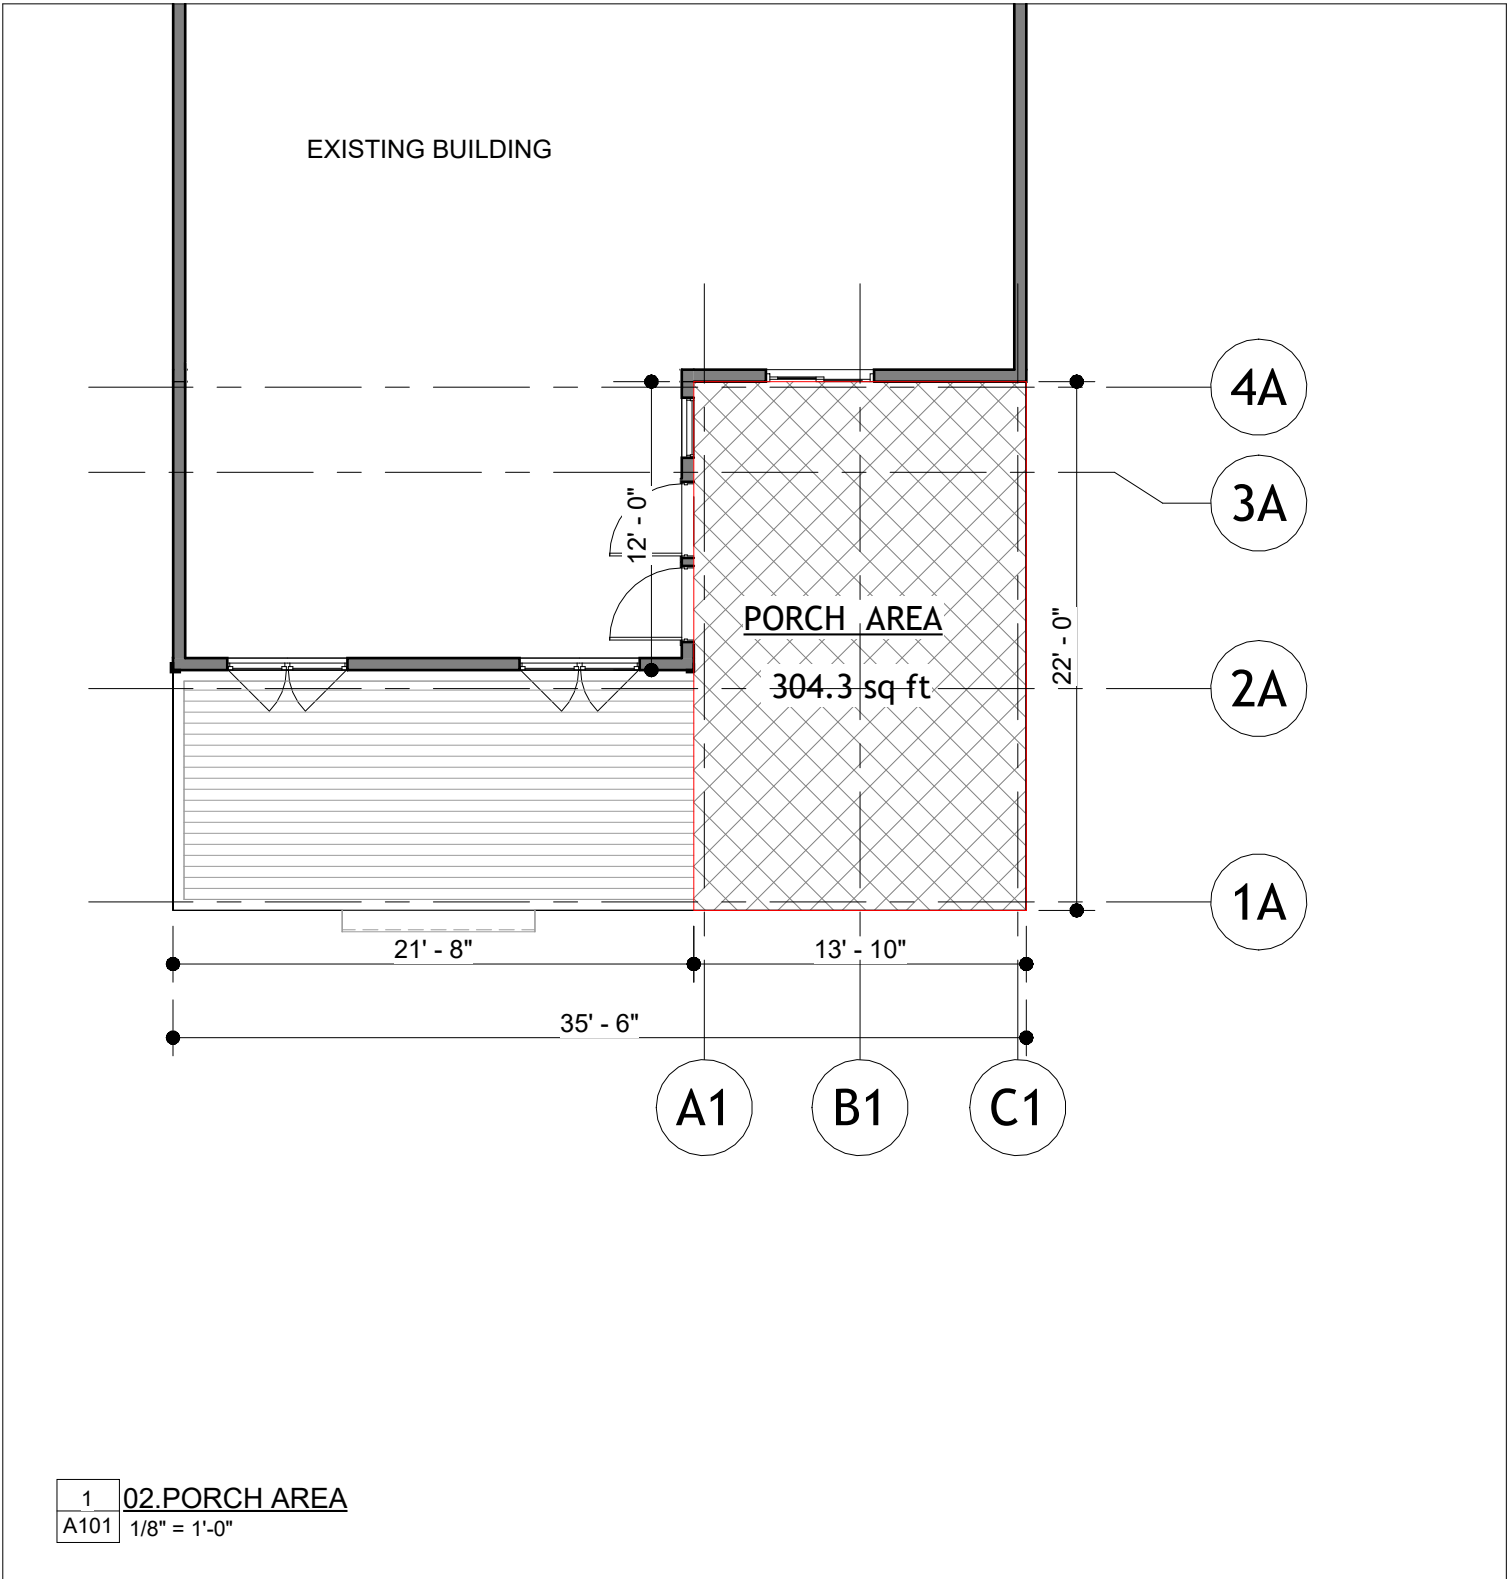 EXISTING BUILDING
4A
3A
12' - 0"
PORCH AREA
22' - 0"
304.3 sq ft
2A
1A
21' - 8"
13' - 10"
35' - 6"
A1
B1
C1
1
02.PORCH AREA
A101
1/8" = 1'-0"